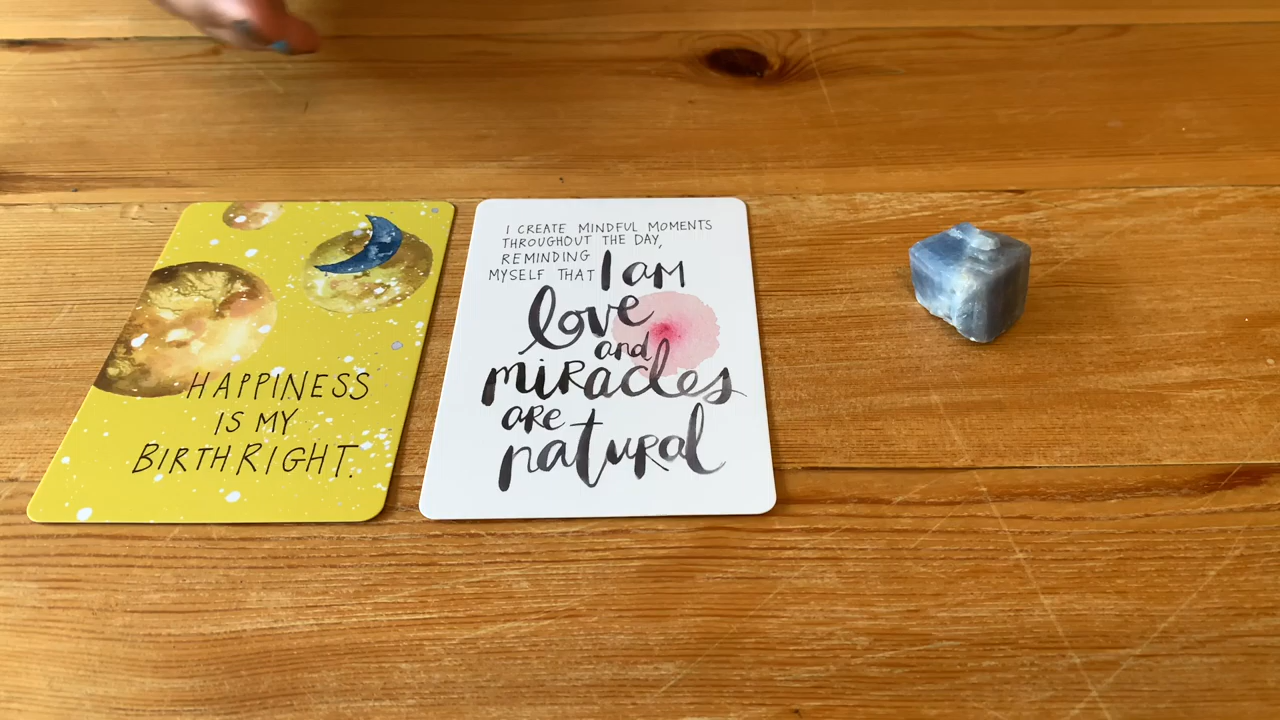 HAPPINESS
IS MY
BIRTHRIGHT.
I CREATE MINDFUL MOMENTS
THROUGHOUT THE DAY,
REMINDING
MYSELF THAT I AM
love
and
miRacles
aRe
natuRal